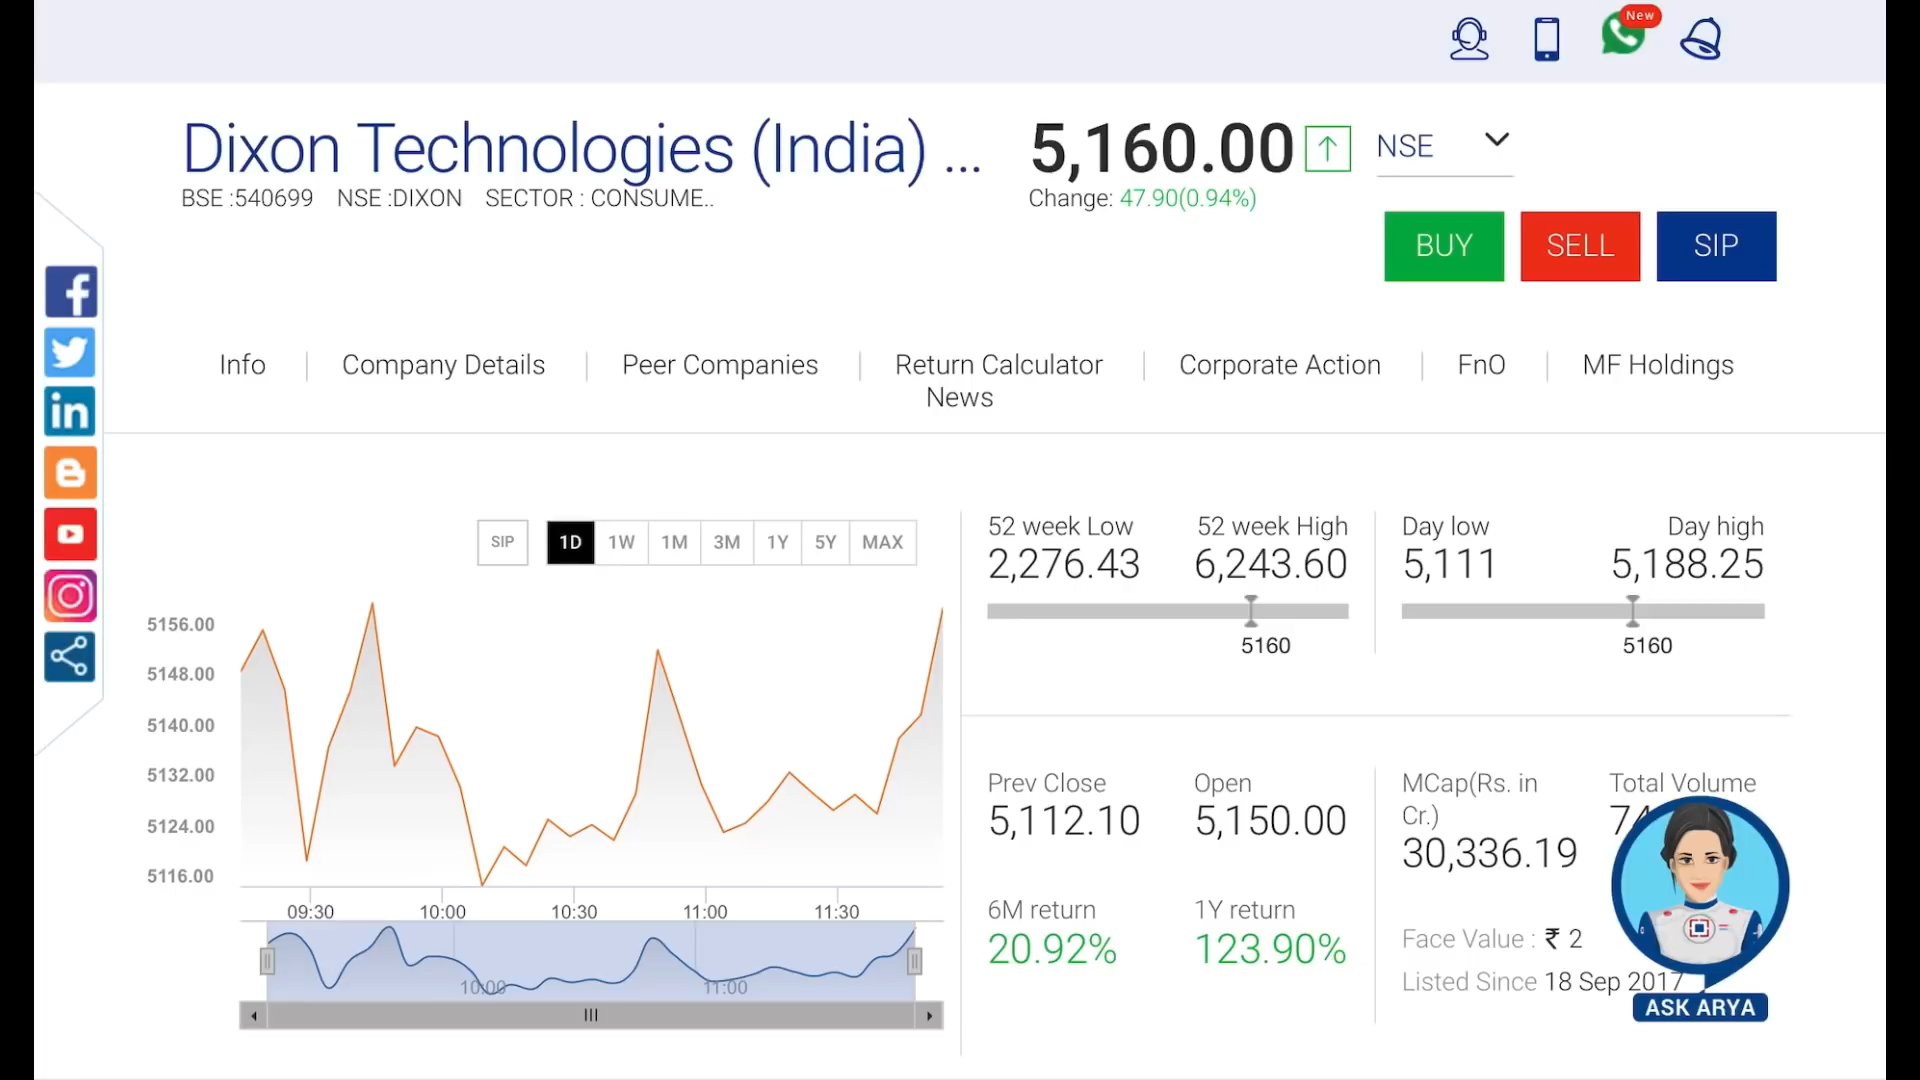 New
Dixon Technologies (India) ...
5,160.00
NSE
BSE :540699 NSE :DIXON SECTOR : CONSUME..
Change: 47.90(0.94%)
BUY SELL SIP
Info Company Details Peer Companies Return Calculator Corporate Action FnO MF Holdings
News
SIP 1D 1W 1M 3M 1Y 5Y MAX
5156.00
5148.00
5140.00
5132.00
5124.00
5116.00
09:30 10:00 10:30 11:00 11:30
10:00 11:00
52 week Low 52 week High
2,276.43 6,243.60
5160
Day low Day high
5,111 5,188.25
5160
Prev Close Open
5,112.10 5,150.00
6M return 1Y return
20.92% 123.90%
MCap(Rs. in
Cr.)
30,336.19
Total Volume
Face Value : ₹ 2
Listed Since 18 Sep 2017
ASK ARYA